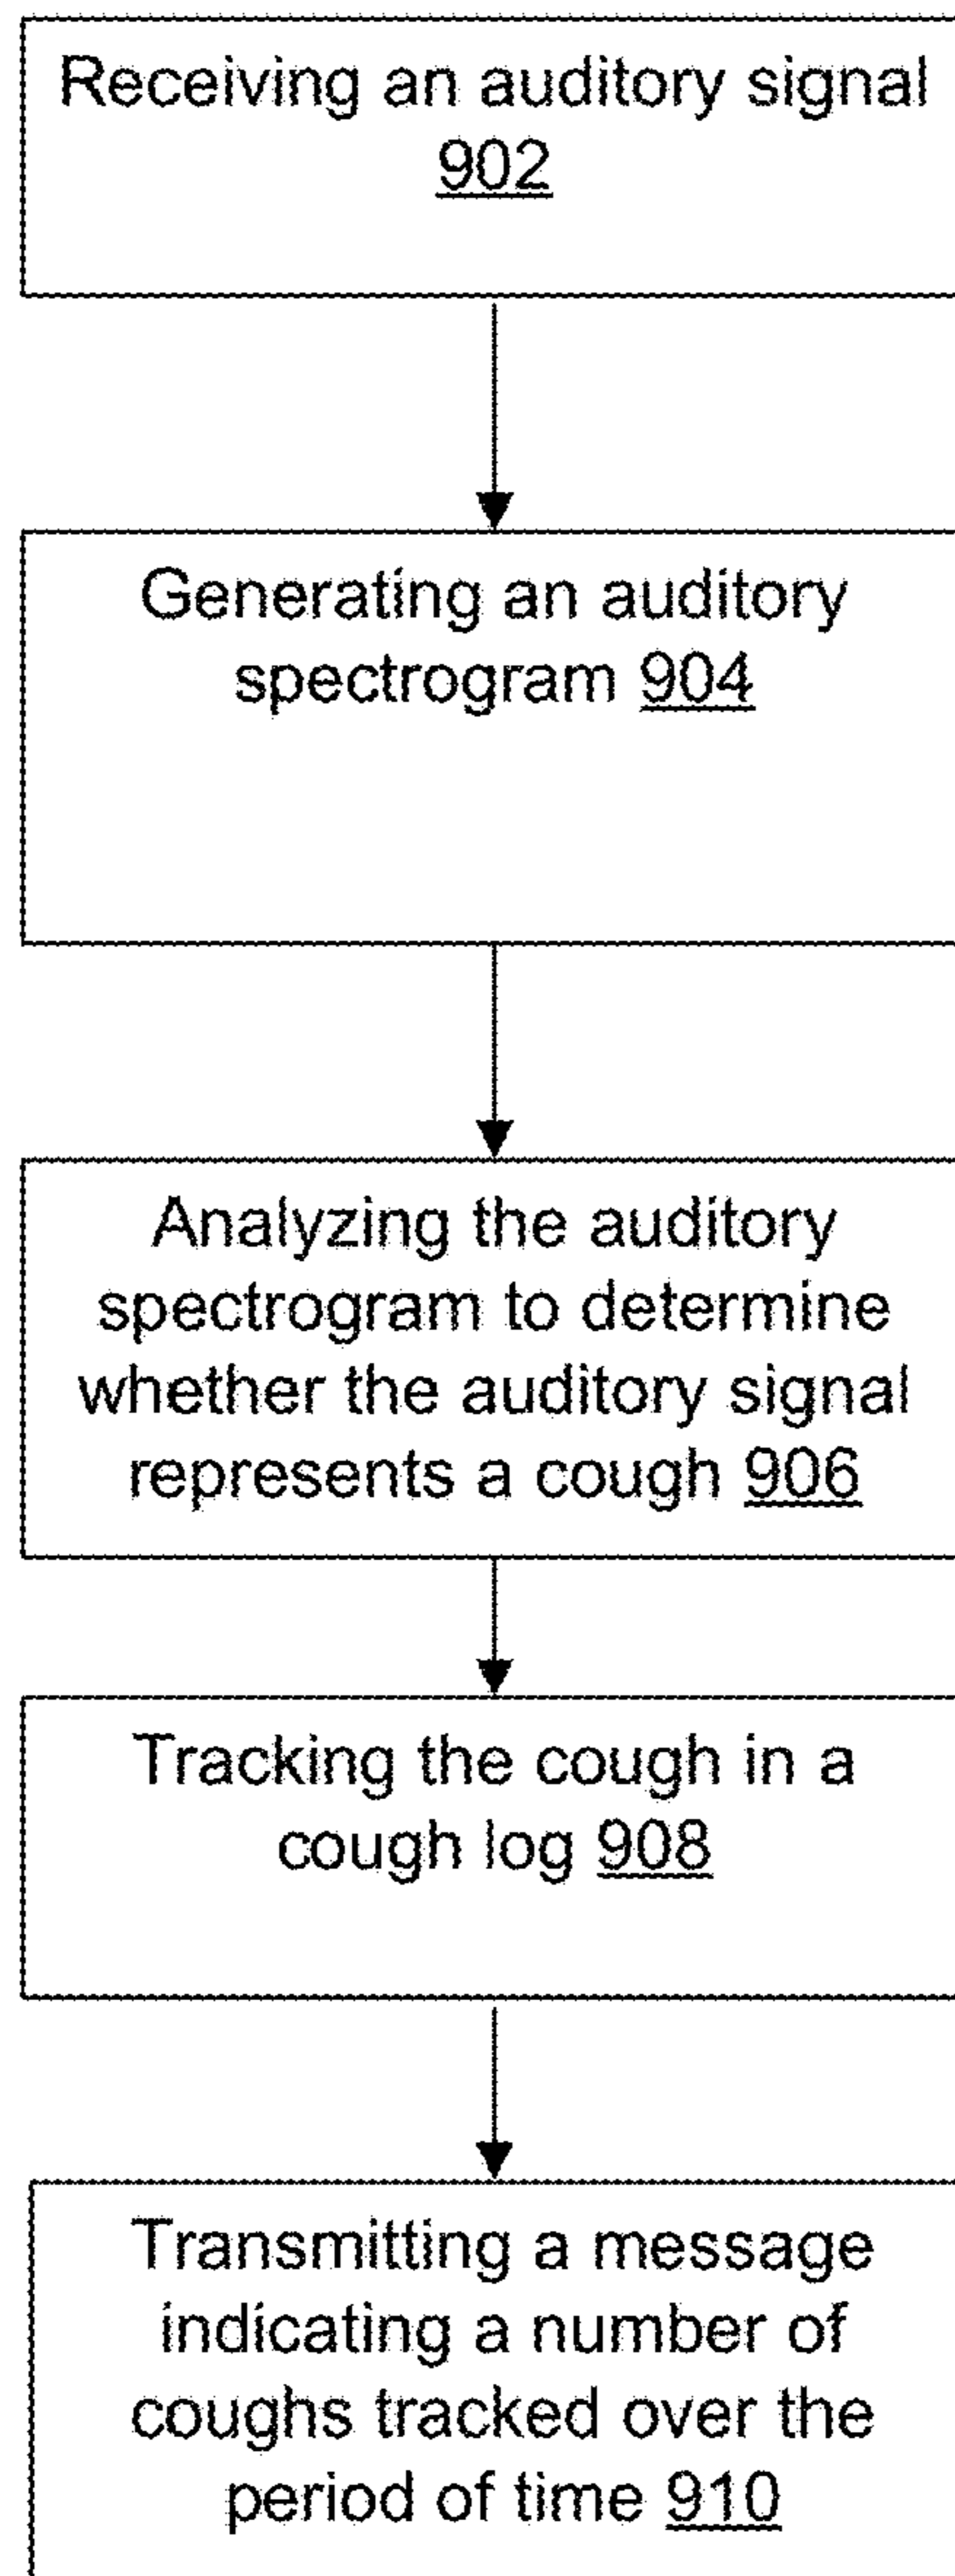 Receiving an auditory signal
902
Generating an auditory
spectrogram 904
Analyzing the auditory
spectrogram to determine
whether the auditory signal
represents a cough 906
Tracking the cough in a
cough log 908
Transmitting a message
indicating a number of
coughs tracked over the
period of time 910